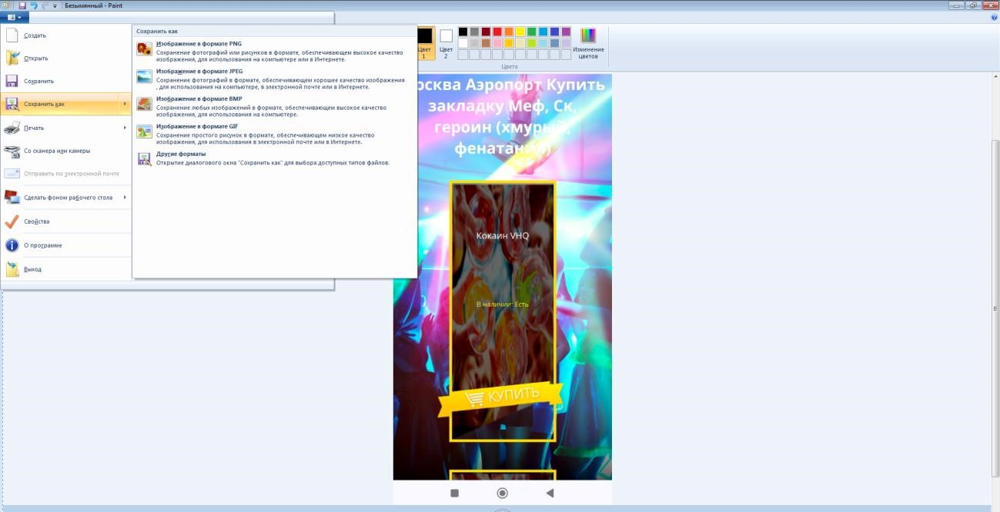 Безымянный - Paint
Создать
Открыть
Сохранить
Сохранить как
Печать
Со сканера или камеры
Отправить по электронной почте
Сделать фоном рабочего стола
Свойства
О программе
Выход
Сохранить как
Изображение в формате PNG
Сохранение фотографий или рисунков в формате, обеспечивающем высокое качество
изображения, для использования на компьютере или в Интернете.
Изображение в формате JPEG
Сохранение фотографий в формате, обеспечивающем хорошее качество изображения
, для использования на компьютере, в электронной почте или в Интернете.
Изображение в формате BMP
Сохранение любых изображений в формате, обеспечивающем высокое качество
изображения, для использования на компьютере.
Изображение в формате GIF
Сохранение простого рисунок в формате, обеспечивающем низкое качество
изображения, для использования в электронной почте или в Интернете.
Другие форматы
Открытие диалогового окна "Сохранить как" для выбора доступных типов файлов.
Цвет
1
Цвет
2
Изменение
цветов
Цвета
осква Аэропорт Купить
закладку Меф, Ск,
героин (хмурый,
фенатанил)
Кокаин VHQ
В наличии: Есть
КУПИТЬ